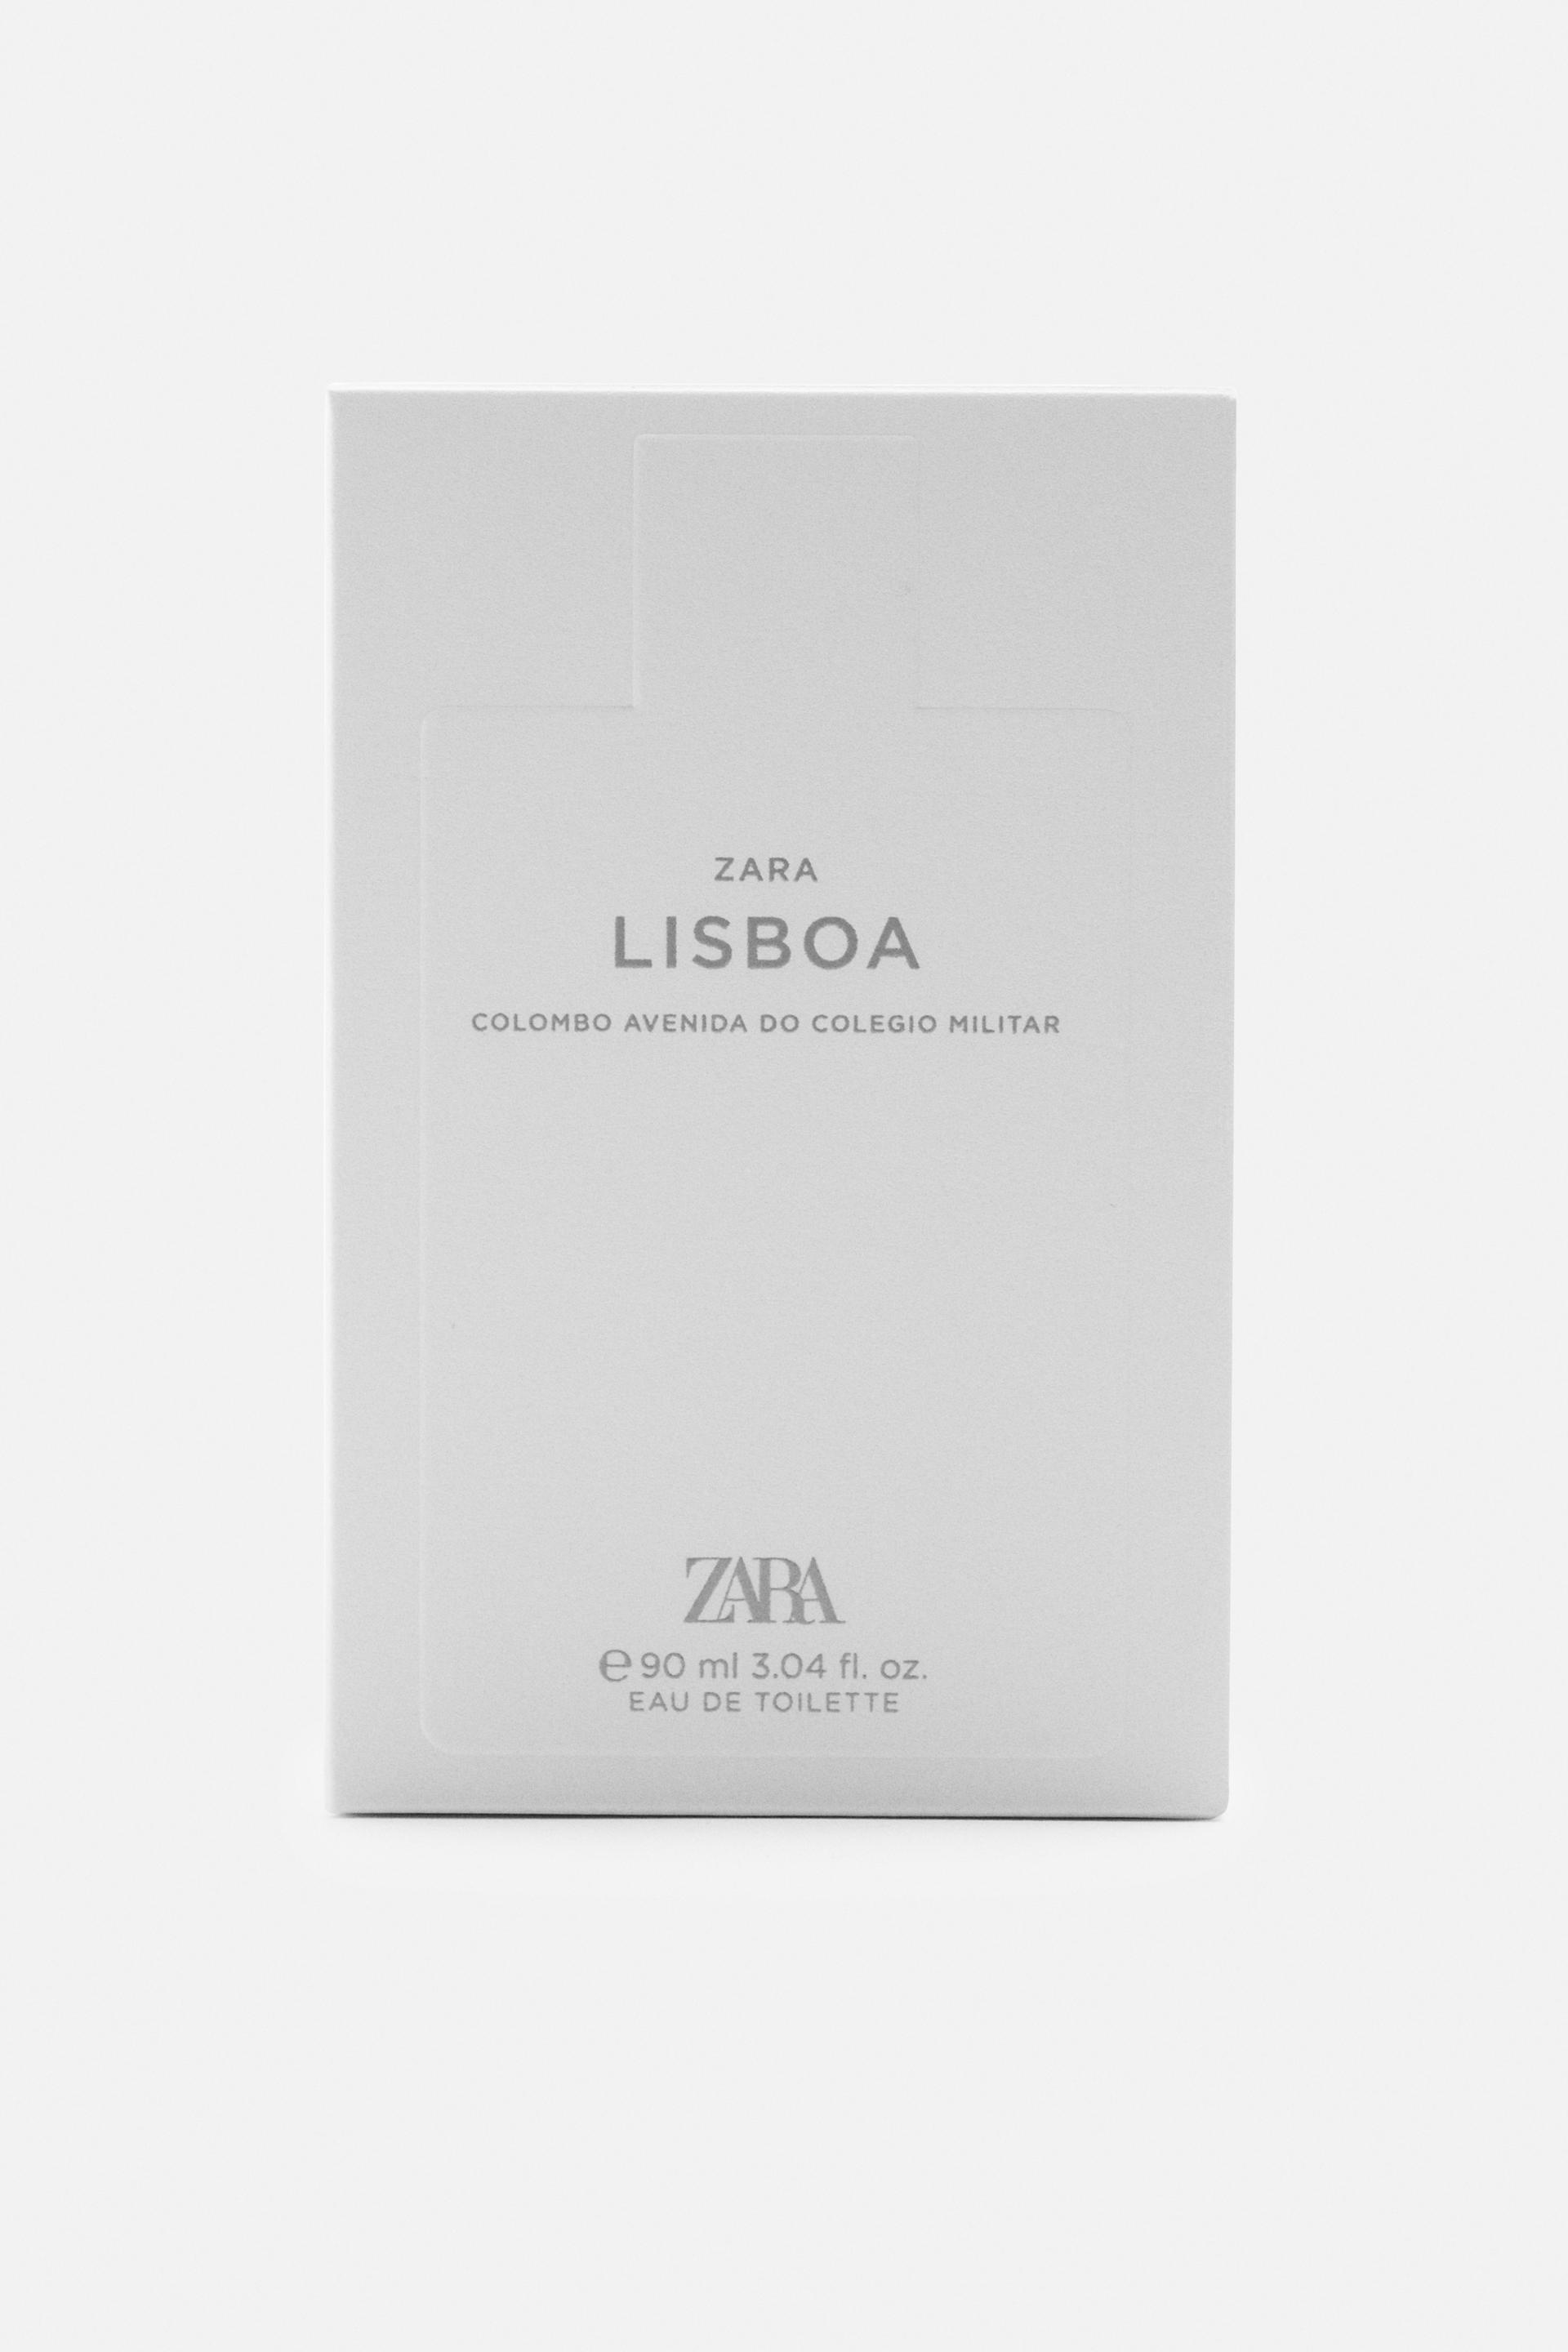 ZARA
LISBOA
COLOMBO AVENIDA DO COLEGIO MILITAR
ZARA
℮ 90 ml 3.04 fl. oz.
EAU DE TOILETTE